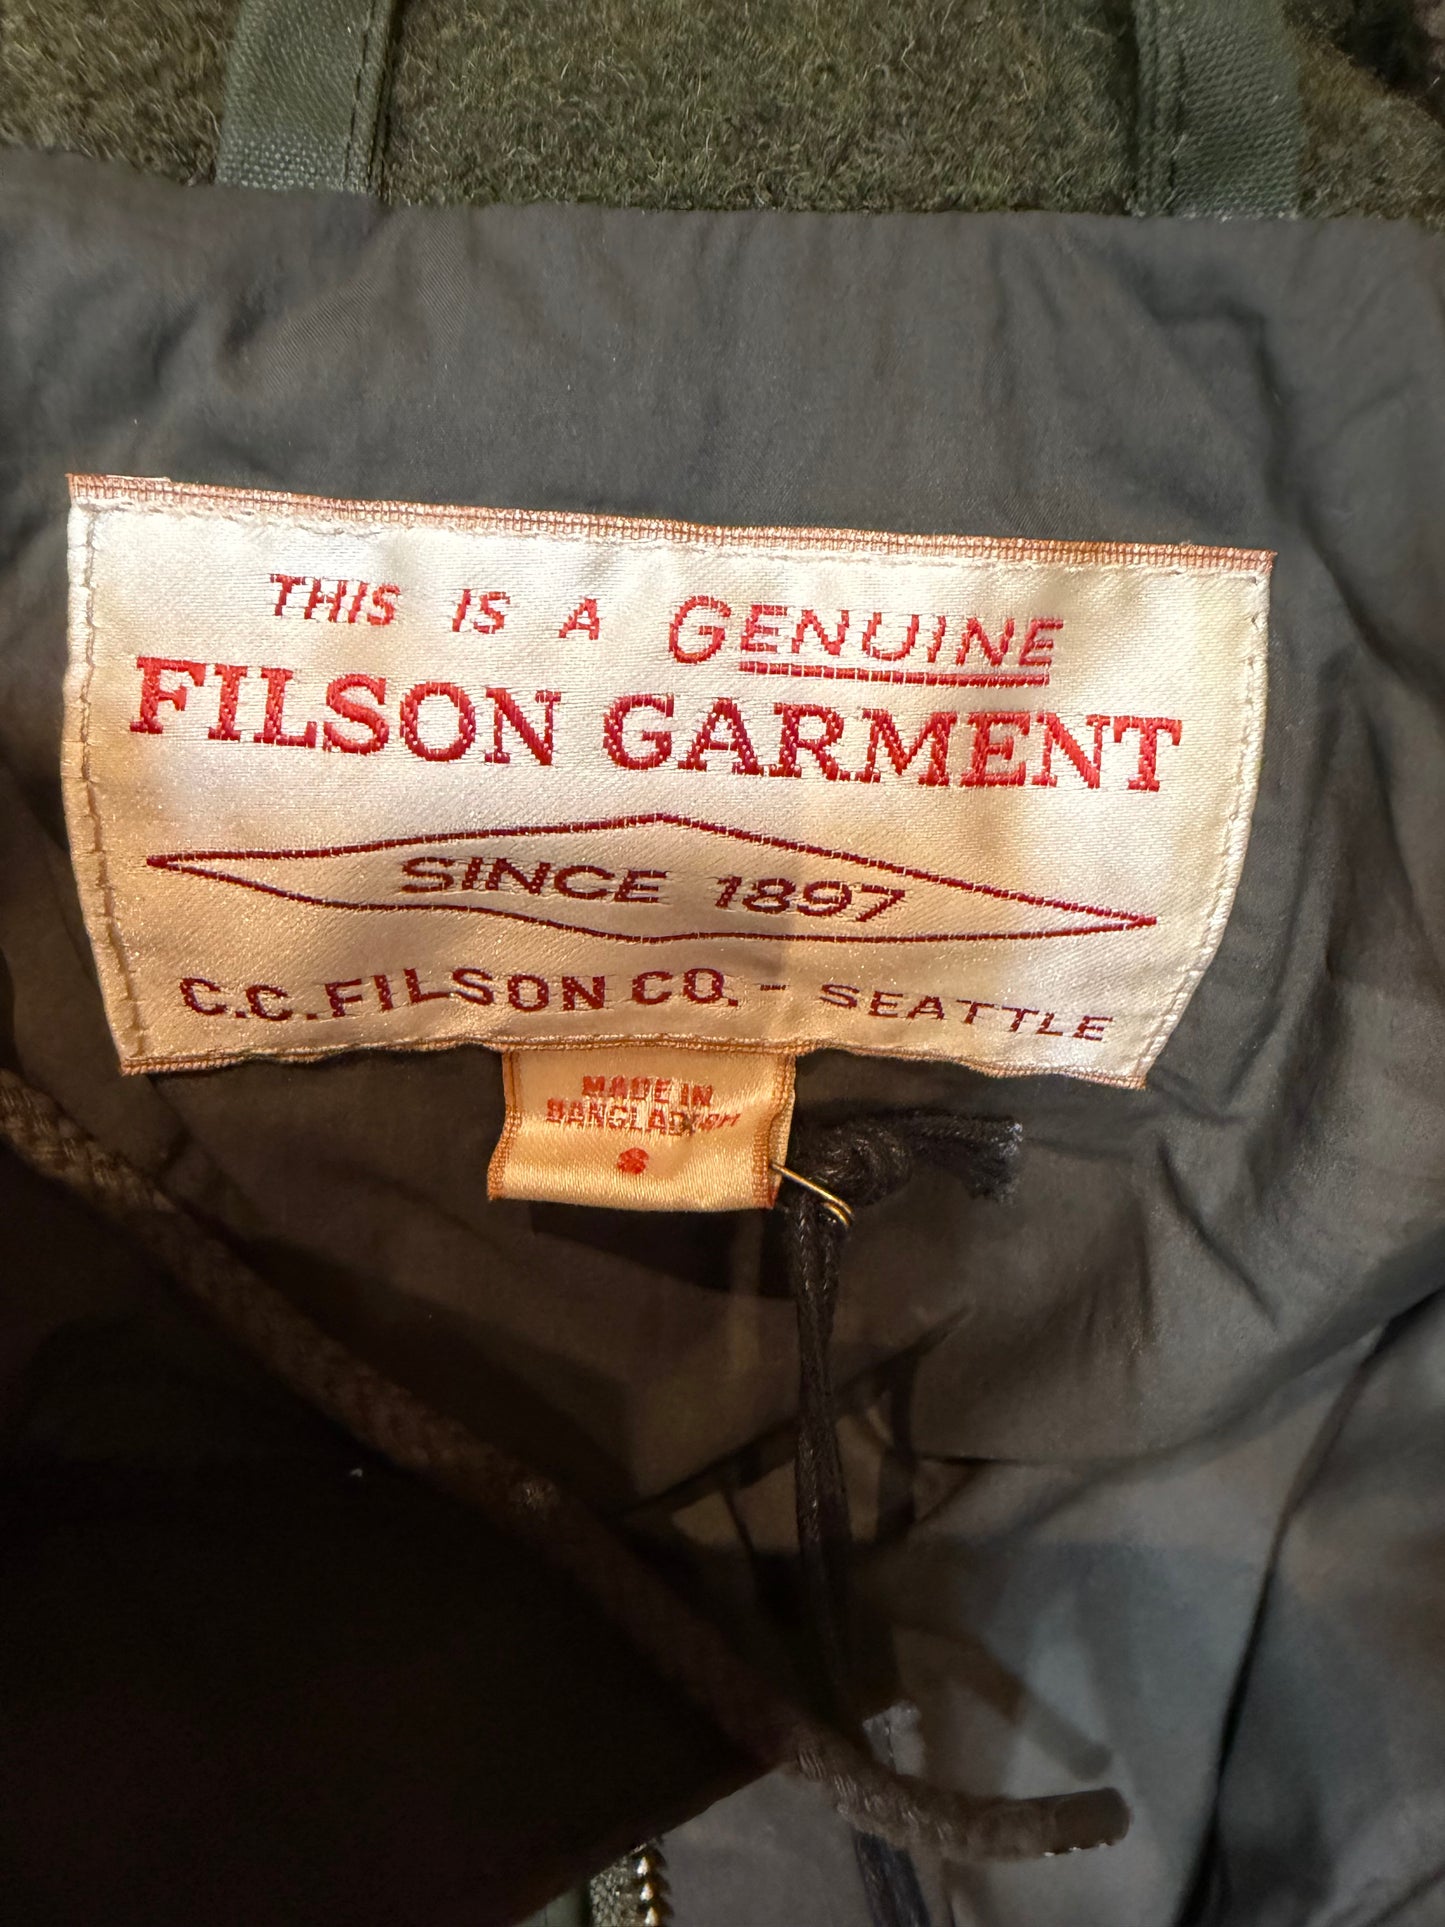 THIS IS A GENUINE
FILSON GARMENT
SINCE 1897
C.C. FILSON CO. - SEATTLE
MADE IN
BANGLADESH
S